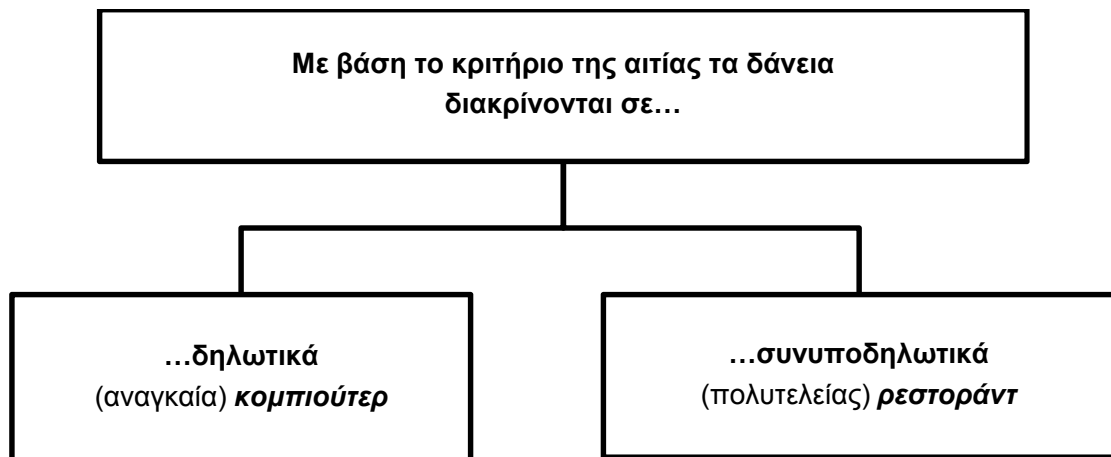 Με βάση το κριτήριο της αιτίας τα δάνεια
διακρίνονται σε…
…δηλωτικά
(αναγκαία) κομπιούτερ
…συνυποδηλωτικά
(πολυτελείας) ρεστοράντ